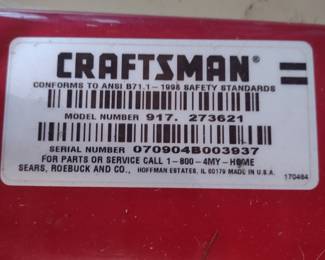 CRAFTSMAN®
CONFORMS TO ANSI B71.1-1998 SAFETY STANDARDS
MODEL NUMBER 917. 273621
SERIAL NUMBER 070904B003937
FOR PARTS OR SERVICE CALL 1-800-4MY-HOME
SEARS, ROEBUCK AND CO., HOFFMAN ESTATES, IL 60179 MADE IN U.S.A.
170464